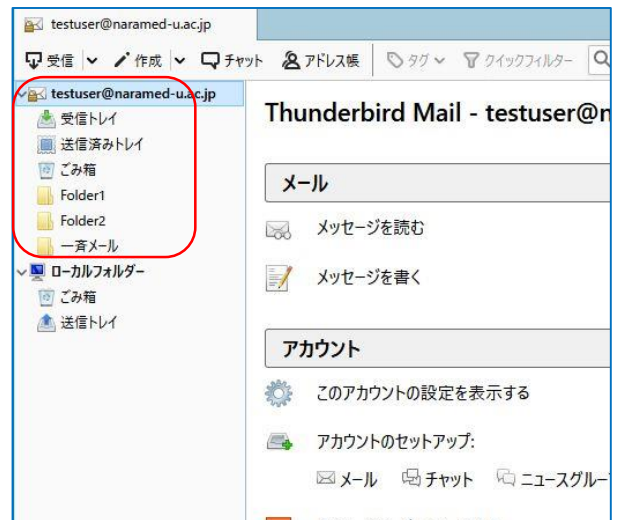 testuser@naramed-u.ac.jp
受信 作成 チャット アドレス帳 タグ クイックフィルター
testuser@naramed-u.ac.jp
受信トレイ
送信済みトレイ
ごみ箱
Folder1
Folder2
一斉メール
ローカルフォルダー
ごみ箱
送信トレイ
Thunderbird Mail - testuser@n
メール
メッセージを読む
メッセージを書く
アカウント
このアカウントの設定を表示する
アカウントのセットアップ:
メール チャット ニュースグルー